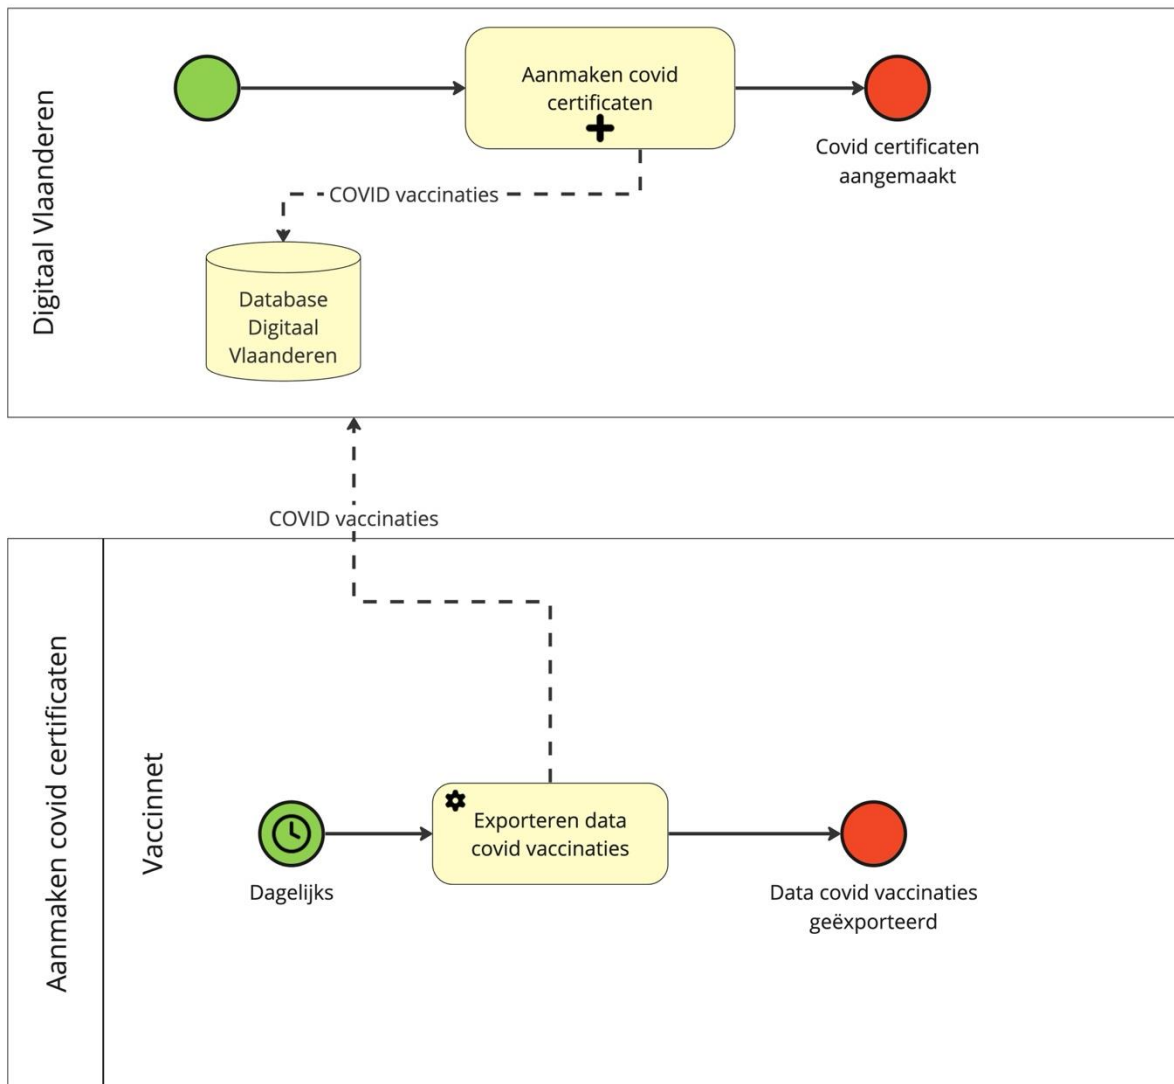 Digitaal Vlaanderen
Aanmaken covid
certificaten
Covid certificaten
aangemaakt
COVID vaccinaties
Database
Digitaal
Vlaanderen
COVID vaccinaties
Aanmaken covid certificaten
Vaccinnet
Dagelijks
Exporteren data
covid vaccinaties
Data covid vaccinaties
geëxporteerd